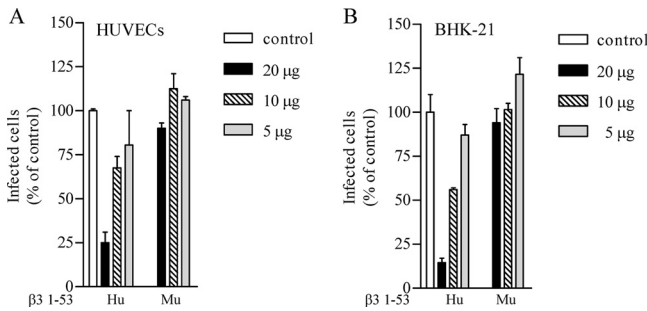 A
HUVECs
150
125
100
75
50
25
0
Infected cells
(% of control)
control
20 µg
10 µg
5 µg
β3 1-53
Hu
Mu
B
BHK-21
150
125
100
75
50
25
0
Infected cells
(% of control)
control
20 µg
10 µg
5 µg
β3 1-53
Hu
Mu